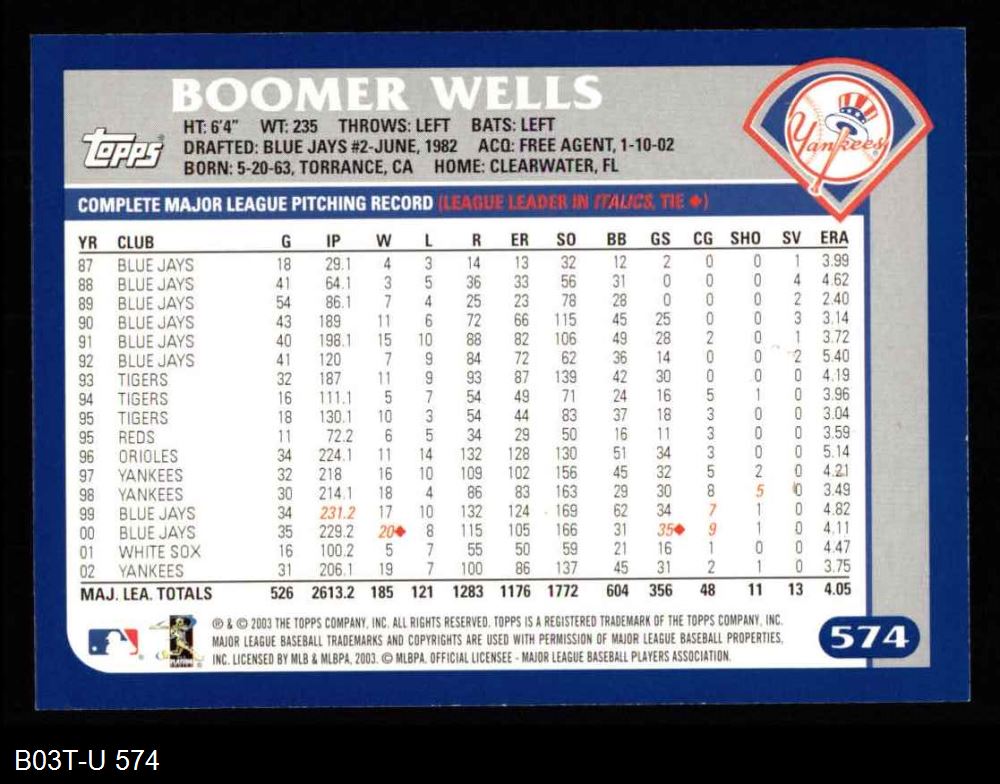 BOOMER WELLS
Topps
HT: 6'4" WT: 235 THROWS: LEFT BATS: LEFT
DRAFTED: BLUE JAYS #2-JUNE, 1982 ACQ: FREE AGENT, 1-10-02
BORN: 5-20-63, TORRANCE, CA HOME: CLEARWATER, FL
Yankees
COMPLETE MAJOR LEAGUE PITCHING RECORD (LEAGUE LEADER IN ITALICS, TIE ◆)
YR CLUB G IP W L R ER SO BB GS CG SHO SV ERA
87 BLUE JAYS 18 29.1 4 3 14 13 32 12 2 0 0 1 3.99
88 BLUE JAYS 41 64.1 3 5 36 33 56 31 0 0 0 4 4.62
89 BLUE JAYS 54 86.1 7 4 25 23 78 28 0 0 0 2 2.40
90 BLUE JAYS 43 189 11 6 72 66 115 45 25 0 0 3 3.14
91 BLUE JAYS 40 198.1 15 10 88 82 106 49 28 2 0 1 3.72
92 BLUE JAYS 41 120 7 9 84 72 62 36 14 0 0 2 5.40
93 TIGERS 32 187 11 9 93 87 139 42 30 0 0 0 4.19
94 TIGERS 16 111.1 5 7 54 49 71 24 16 5 1 0 3.96
95 TIGERS 18 130.1 10 3 54 44 83 37 18 3 0 0 3.04
95 REDS 11 72.2 6 5 34 29 50 16 11 3 0 0 3.59
96 ORIOLES 34 224.1 11 14 132 128 130 51 34 3 0 0 5.14
97 YANKEES 32 218 16 10 109 102 156 45 32 5 2 0 4.21
98 YANKEES 30 214.1 18 4 86 83 163 29 30 8 5 0 3.49
99 BLUE JAYS 34 231.2 17 10 132 124 169 62 34 7 1 0 4.82
00 BLUE JAYS 35 229.2 20◆ 8 115 105 166 31 35◆ 9 1 0 4.11
01 WHITE SOX 16 100.2 5 7 55 50 59 21 16 1 0 0 4.47
02 YANKEES 31 206.1 19 7 100 86 137 45 31 2 1 0 3.75
MAJ. LEA. TOTALS 526 2613.2 185 121 1283 1176 1772 604 356 48 11 13 4.05
® & © 2003 THE TOPPS COMPANY, INC. ALL RIGHTS RESERVED. TOPPS IS A REGISTERED TRADEMARK OF THE TOPPS COMPANY, INC.
MAJOR LEAGUE BASEBALL TRADEMARKS AND COPYRIGHTS ARE USED WITH PERMISSION OF MAJOR LEAGUE BASEBALL PROPERTIES,
INC. LICENSED BY MLB & MLBPA, 2003. © MLBPA. OFFICIAL LICENSEE - MAJOR LEAGUE BASEBALL PLAYERS ASSOCIATION.
574
B03T-U 574